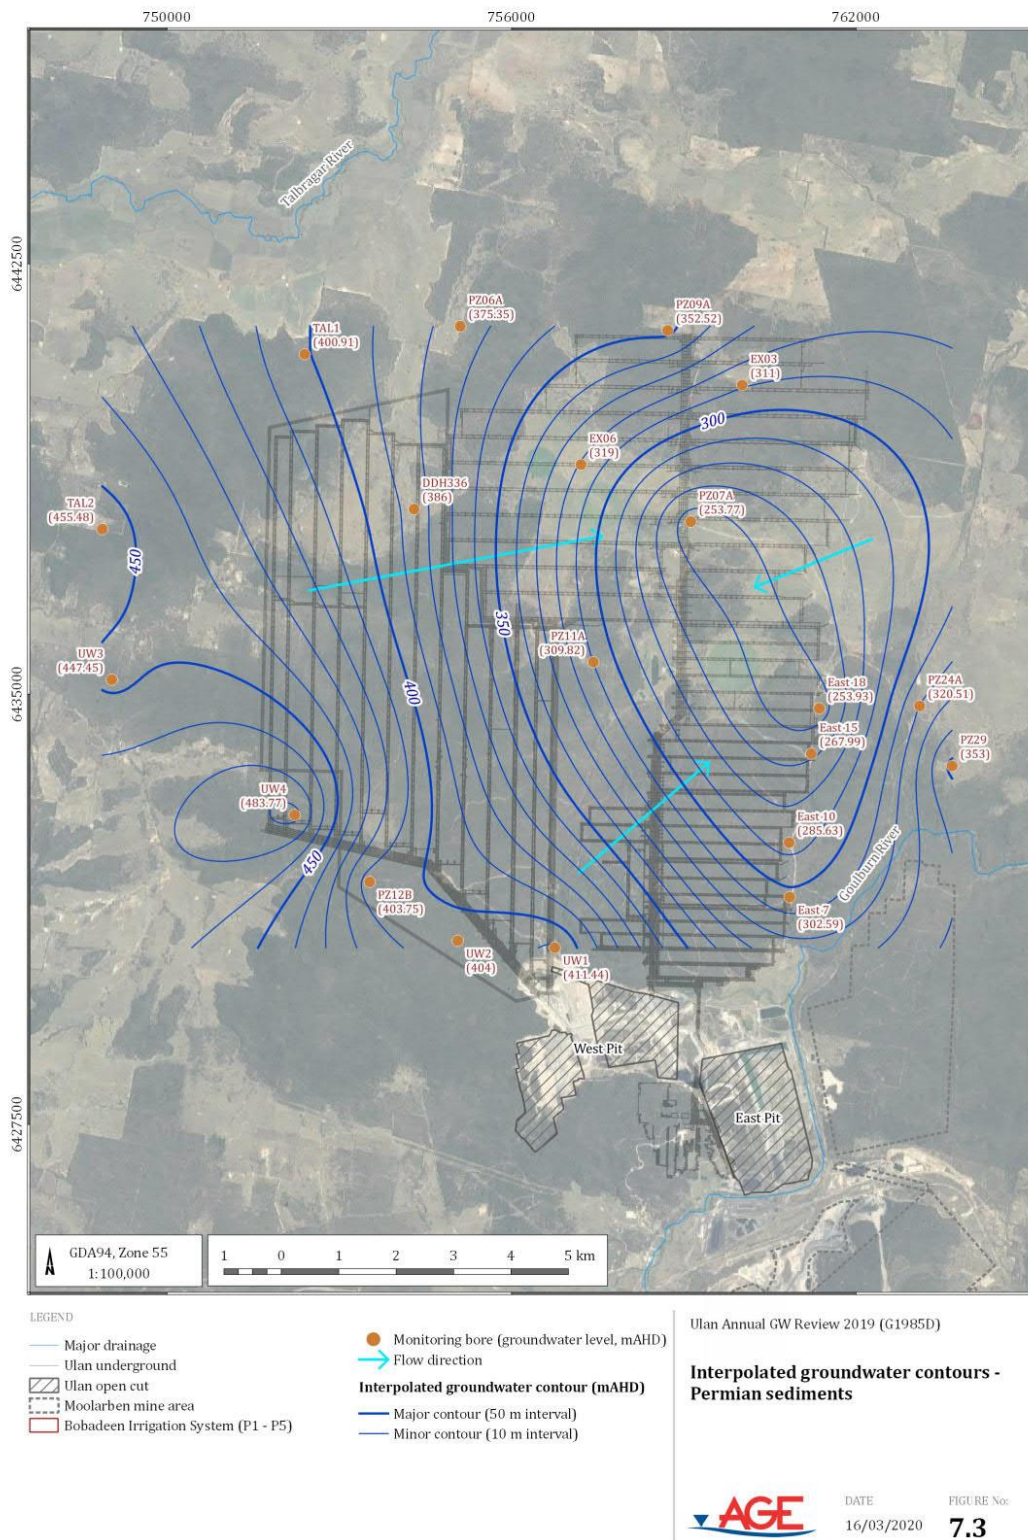 750000
756000
762000
6442500
6435000
6427500
Talbragar River
PZ06A
(375.35)
PZ09A
(352.52)
TAL1
(400.91)
EX03
(311)
300
EX06
(319)
DDH336
(386)
PZ07A
(253.77)
TAL2
(455.48)
450
350
PZ11A
(309.82)
UW3
(447.45)
400
East-18
(253.93)
PZ24A
(320.51)
East-15
(267.99)
PZ29
(353)
UW4
(483.77)
East-10
(285.63)
450
Goulburn River
PZ12B
(403.75)
East-7
(302.59)
UW2
(404)
UW1
(411.44)
West Pit
East Pit
N
GDA94, Zone 55
1:100,000
1 0 1 2 3 4 5 km
LEGEND
Major drainage
Ulan underground
Ulan open cut
Moolarben mine area
Bobadeen Irrigation System (P1 - P5)
Monitoring bore (groundwater level, mAHD)
Flow direction
Interpolated groundwater contour (mAHD)
Major contour (50 m interval)
Minor contour (10 m interval)
Ulan Annual GW Review 2019 (G1985D)
Interpolated groundwater contours -
Permian sediments
AGE
DATE
16/03/2020
FIGURE No:
7.3